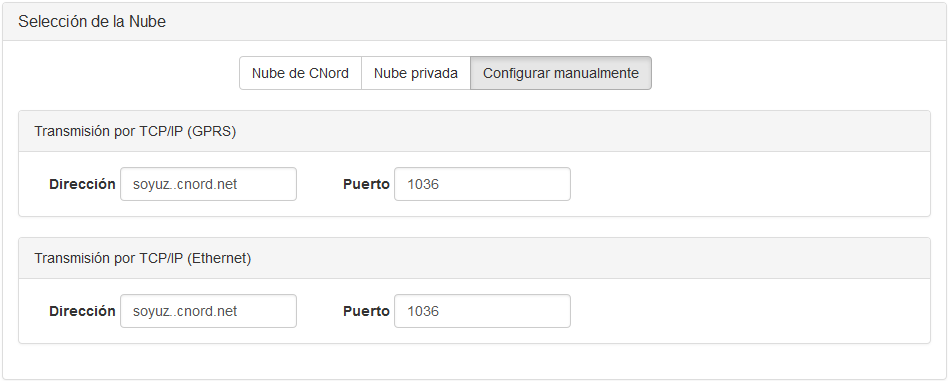 Selección de la Nube
Nube de CNord Nube privada Configurar manualmente
Transmisión por TCP/IP (GPRS)
Dirección soyuz..cnord.net Puerto 1036
Transmisión por TCP/IP (Ethernet)
Dirección soyuz..cnord.net Puerto 1036